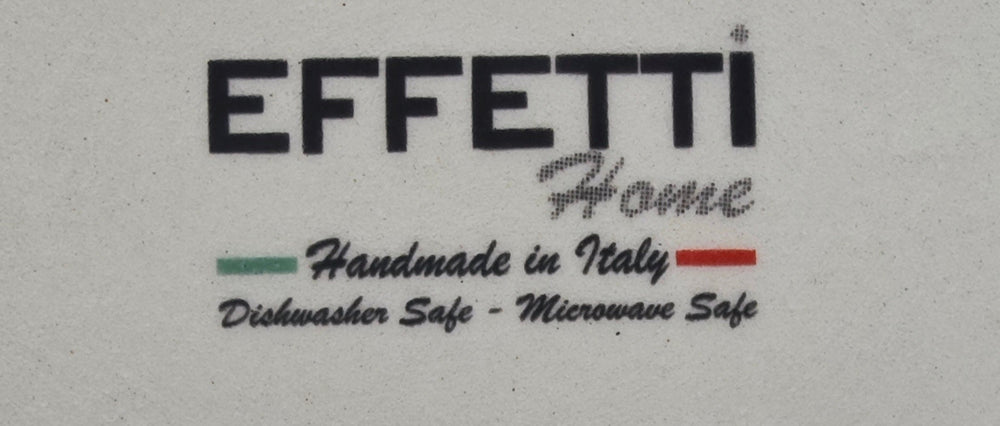 EFFETTi
Home
Handmade in Italy
Dishwasher Safe - Microwave Safe